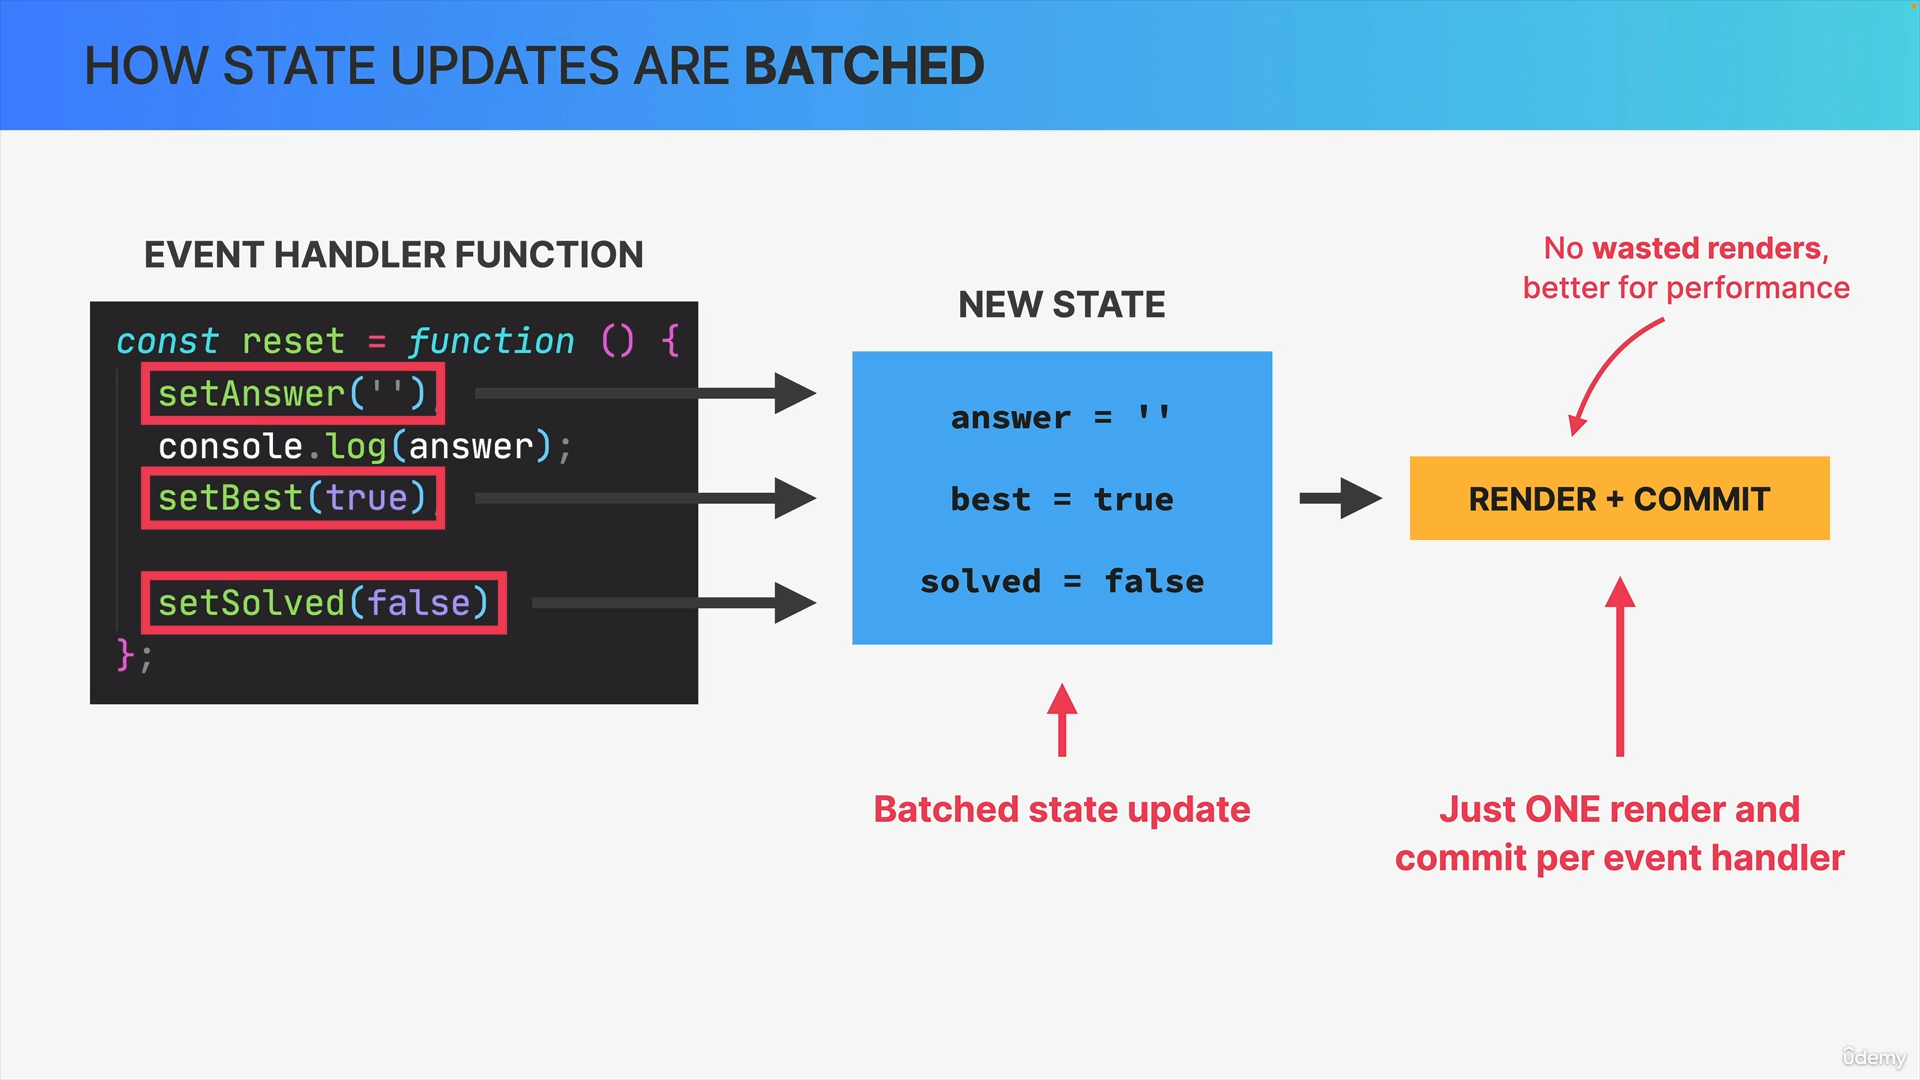 HOW STATE UPDATES ARE BATCHED
EVENT HANDLER FUNCTION
const reset = function () {
setAnswer('')
console.log(answer);
setBest(true)
setSolved(false)
};
NEW STATE
answer = ''
best = true
solved = false
Batched state update
No wasted renders,
better for performance
RENDER + COMMIT
Just ONE render and
commit per event handler
ûdemy